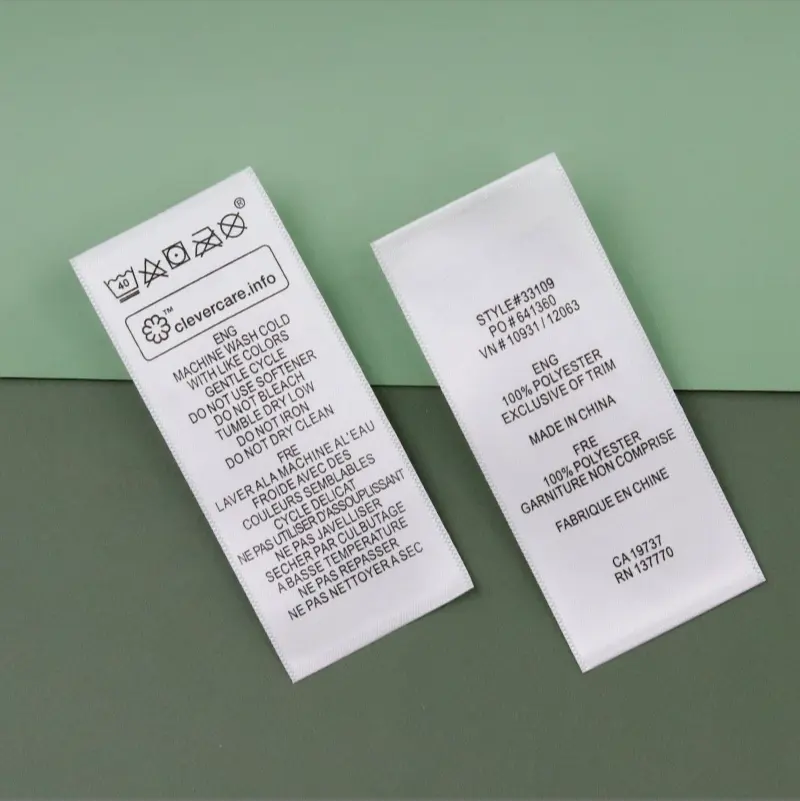 ®
40
™
clevercare.info
ENG
MACHINE WASH COLD
WITH LIKE COLORS
GENTLE CYCLE
DO NOT USE SOFTENER
DO NOT BLEACH
TUMBLE DRY LOW
DO NOT IRON
DO NOT DRY CLEAN
FRE
LAVER ALA MACHINE AL'EAU
FROIDE AVEC DES
COULEURS SEMBLABLES
CYCLE DELICAT
NE PAS UTILISER D'ASSOUPLISSANT
NE PAS JAVELLISER
SECHER PAR CULBUTAGE
A BASSE TEMPERATURE
NE PAS REPASSER
NE PAS NETTOYER A SEC
STYLE#33109
PO # 641360
VN # 10931 / 12063
ENG
100% POLYESTER
EXCLUSIVE OF TRIM
MADE IN CHINA
FRE
100% POLYESTER
GARNITURE NON COMPRISE
FABRIQUE EN CHINE
CA 19737
RN 137770